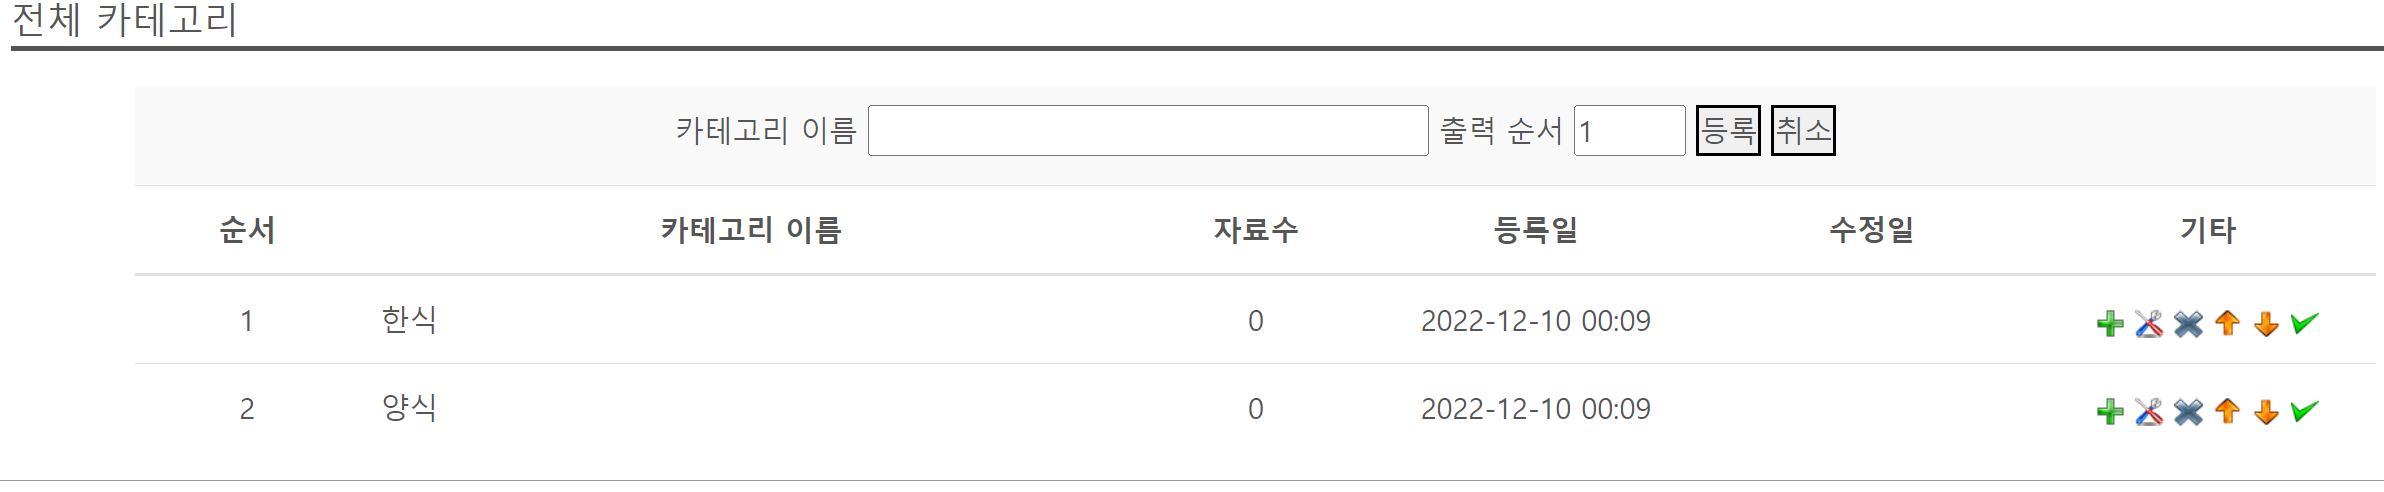 전체 카테고리
카테고리 이름 출력 순서 1 등록 취소
순서 카테고리 이름 자료수 등록일 수정일 기타
1 한식 0 2022-12-10 00:09
2 양식 0 2022-12-10 00:09